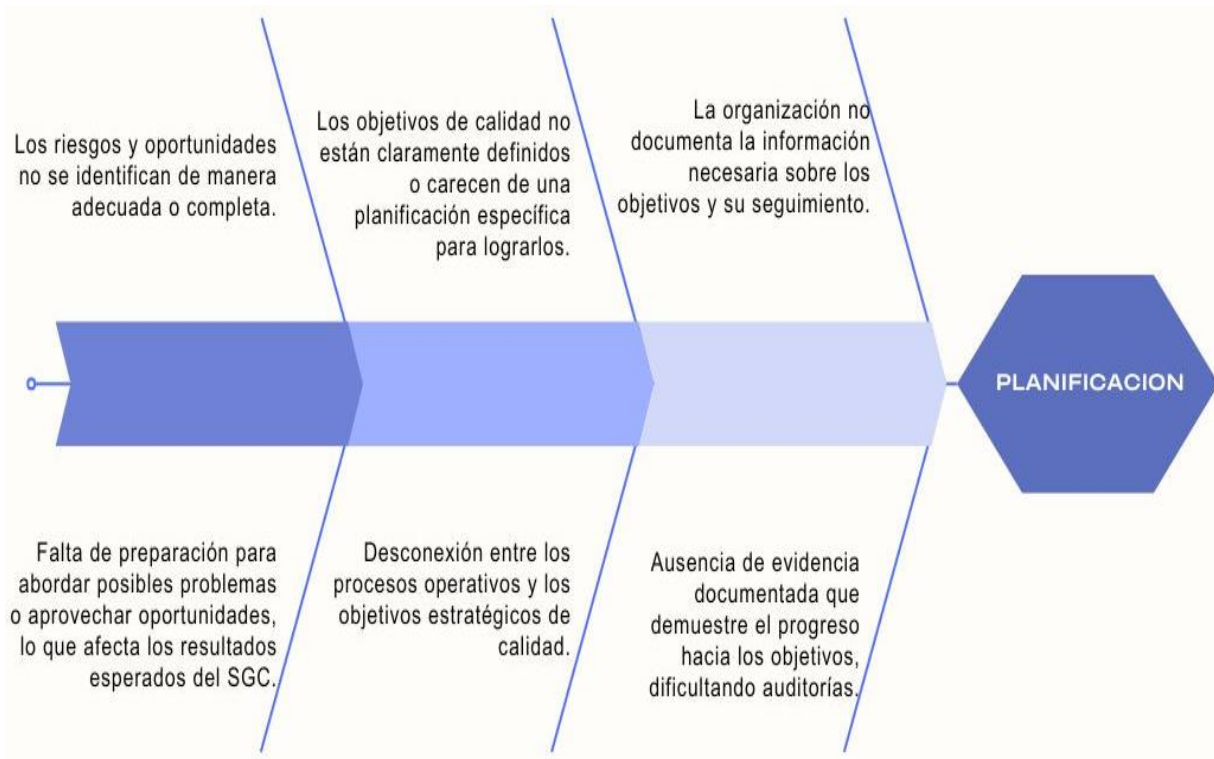 Los riesgos y oportunidades
no se identifican de manera
adecuada o completa.
Los objetivos de calidad no
están claramente definidos
o carecen de una
planificación específica
para lograrlos.
La organización no
documenta la información
necesaria sobre los
objetivos y su seguimiento.
PLANIFICACION
Falta de preparación para
abordar posibles problemas
o aprovechar oportunidades,
lo que afecta los resultados
esperados del SGC.
Desconexión entre los
procesos operativos y los
objetivos estratégicos de
calidad.
Ausencia de evidencia
documentada que
demuestre el progreso
hacia los objetivos,
dificultando auditorías.